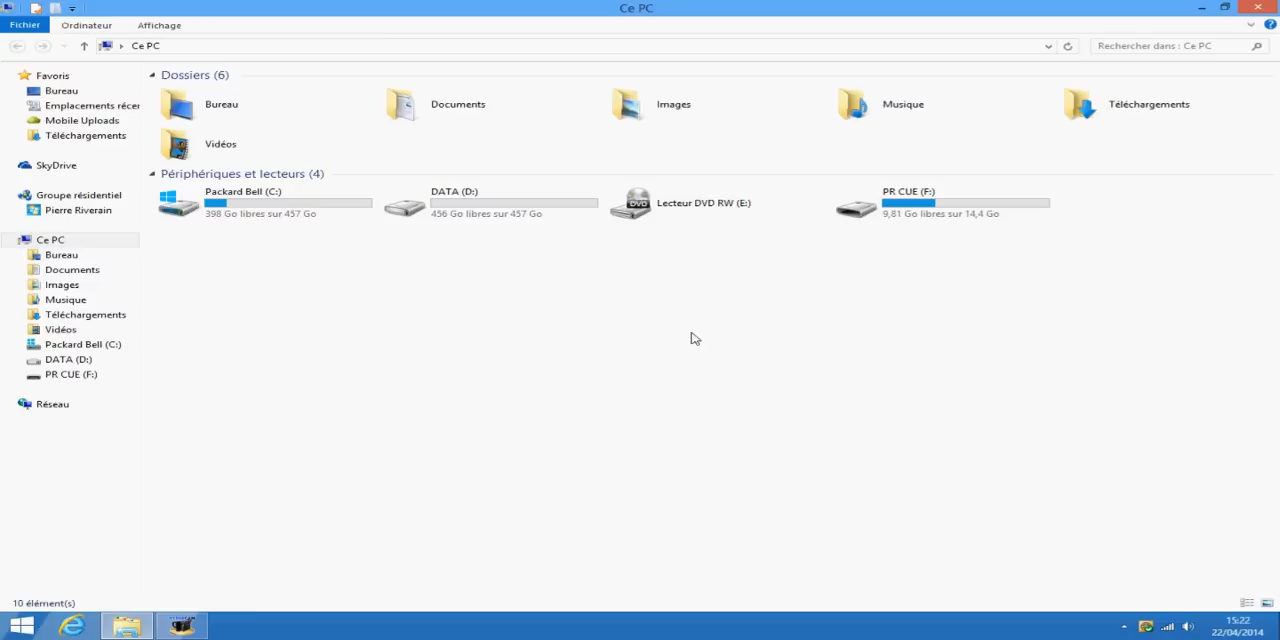 Ce PC
Fichier
Ordinateur
Affichage
Ce PC
Rechercher dans : Ce PC
Favoris
Bureau
Emplacements récer
Mobile Uploads
Téléchargements
SkyDrive
Groupe résidentiel
Pierre Riverain
Ce PC
Bureau
Documents
Images
Musique
Téléchargements
Vidéos
Packard Bell (C:)
DATA (D:)
PR CUE (F:)
Réseau
Dossiers (6)
Bureau
Documents
Images
Musique
Téléchargements
Vidéos
Périphériques et lecteurs (4)
Packard Bell (C:)
398 Go libres sur 457 Go
DATA (D:)
456 Go libres sur 457 Go
DVD
Lecteur DVD RW (E:)
PR CUE (F:)
9,81 Go libres sur 14,4 Go
10 élément(s)
15:22
22/04/2014